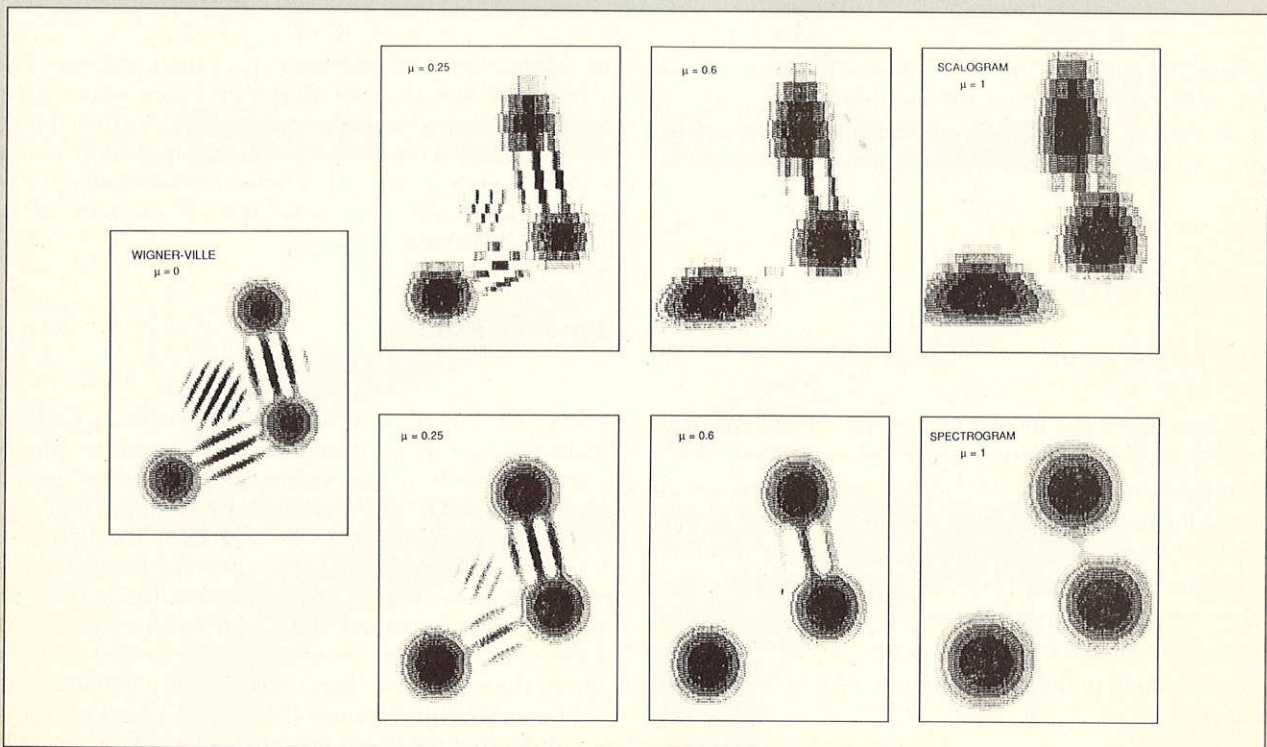 μ = 0.25
μ = 0.6
SCALOGRAM
μ = 1
WIGNER-VILLE
μ = 0
μ = 0.25
μ = 0.6
SPECTROGRAM
μ = 1